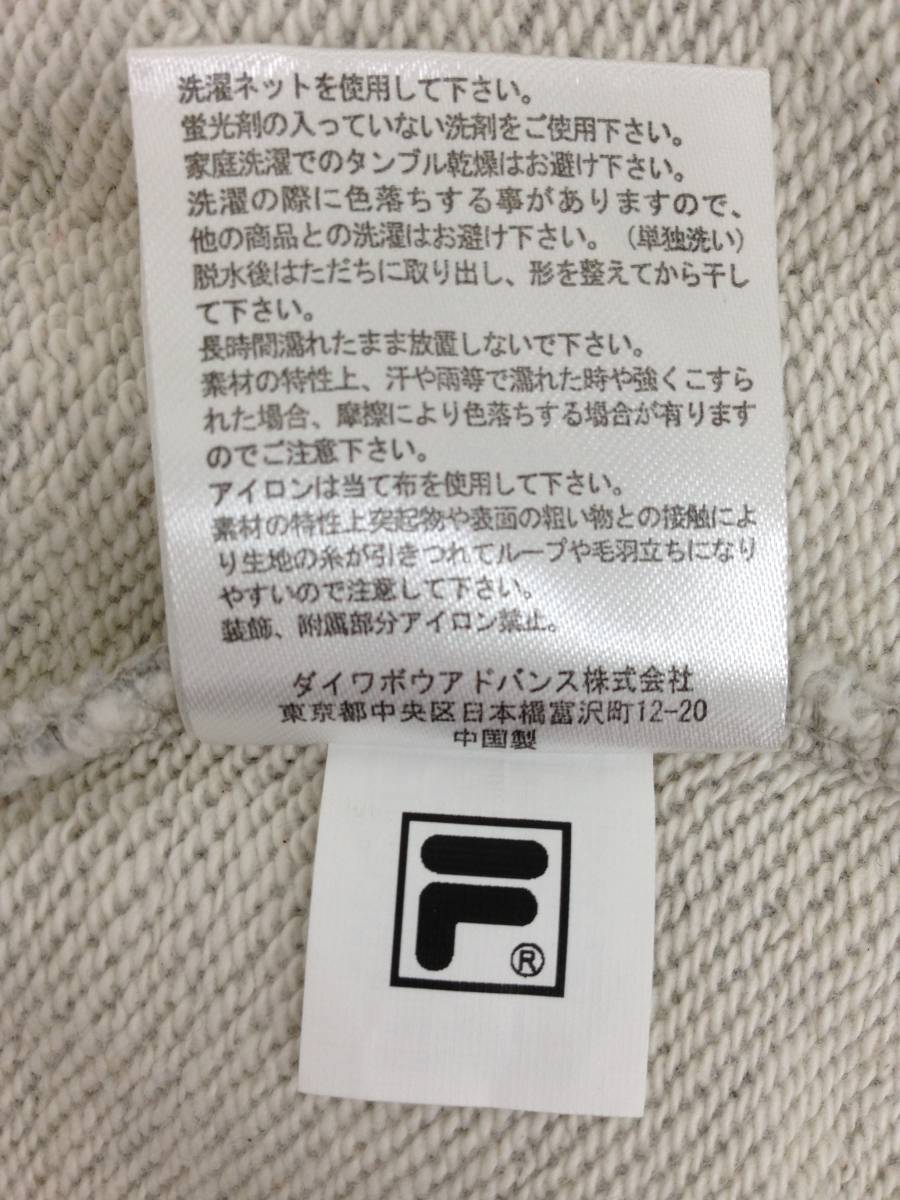 洗濯ネットを使用して下さい。
蛍光剤の入っていない洗剤をご使用下さい。
家庭洗濯でのタンブル乾燥はお避け下さい。
洗濯の際に色落ちする事がありますので、
他の商品との洗濯はお避け下さい。（単独洗い）
脱水後はただちに取り出し、形を整えてから干し
て下さい。
長時間濡れたまま放置しないで下さい。
素材の特性上、汗や雨等で濡れた時や強くこすら
れた場合、摩擦により色落ちする場合が有ります
のでご注意下さい。
アイロンは当て布を使用して下さい。
素材の特性上突起物や表面の粗い物との接触によ
り生地の糸が引きつれてループや毛羽立ちになり
やすいので注意して下さい。
装飾、附属部分アイロン禁止。
ダイワボウアドバンス株式会社
東京都中央区日本橋富沢町12-20
中国製
F
®